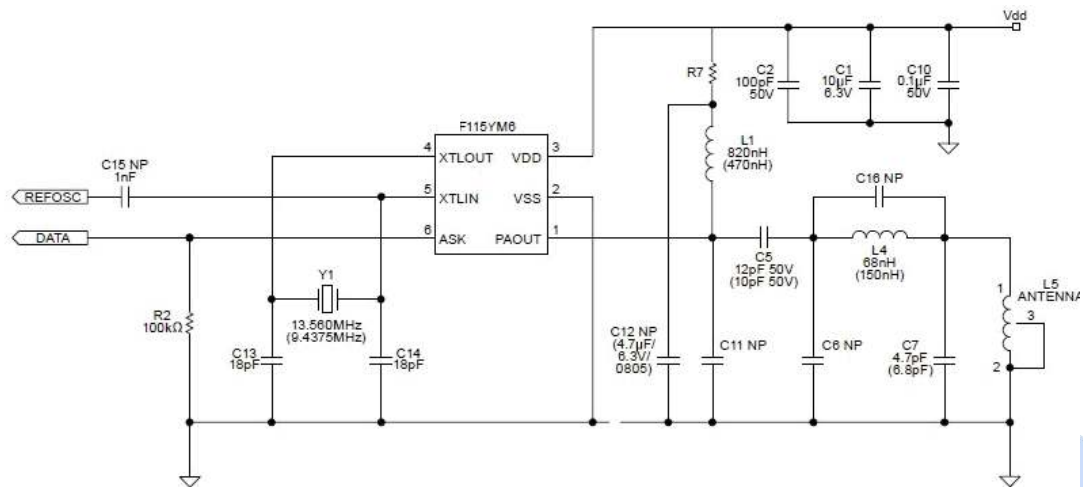 Vdd
R7
C2
100pF
50V
C1
10µF
6.3V
C10
0.1µF
50V
F115YM6
4
XTLOUT
VDD
3
L1
820nH
(470nH)
C15 NP
1nF
REFOSC
5
XTLIN
VSS
2
C16 NP
DATA
6
ASK
PAOUT
1
C5
12pF 50V
(10pF 50V)
L4
68nH
(150nH)
Y1
13.560MHz
(9.4375MHz)
R2
100kΩ
L5
ANTENNA
1
3
2
C13
18pF
C14
18pF
C12 NP
(4.7µF/
6.3V/
0805)
C11 NP
C6 NP
C7
4.7pF
(6.8pF)